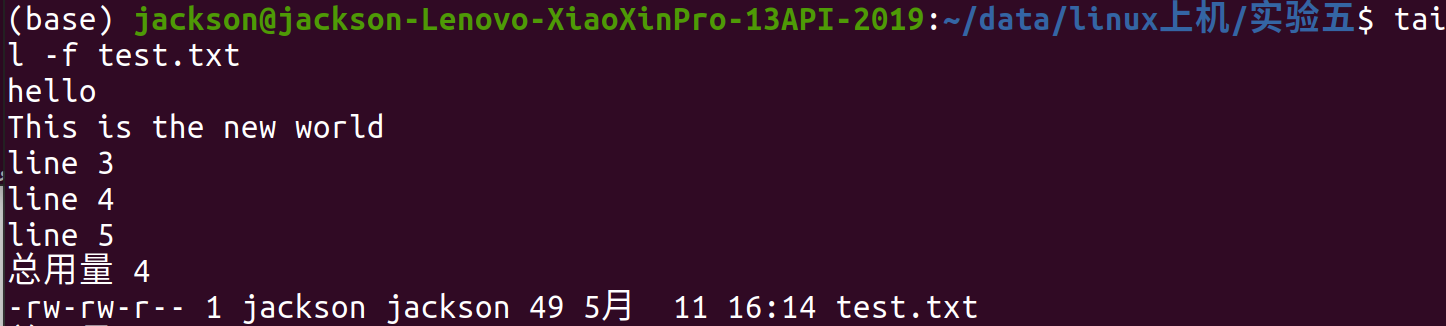 (base) jackson@jackson-Lenovo-XiaoXinPro-13API-2019:~/data/linux上机/实验五$ tai
l -f test.txt
hello
This is the new world
line 3
line 4
line 5
总用量 4
-rw-rw-r-- 1 jackson jackson 49 5月  11 16:14 test.txt